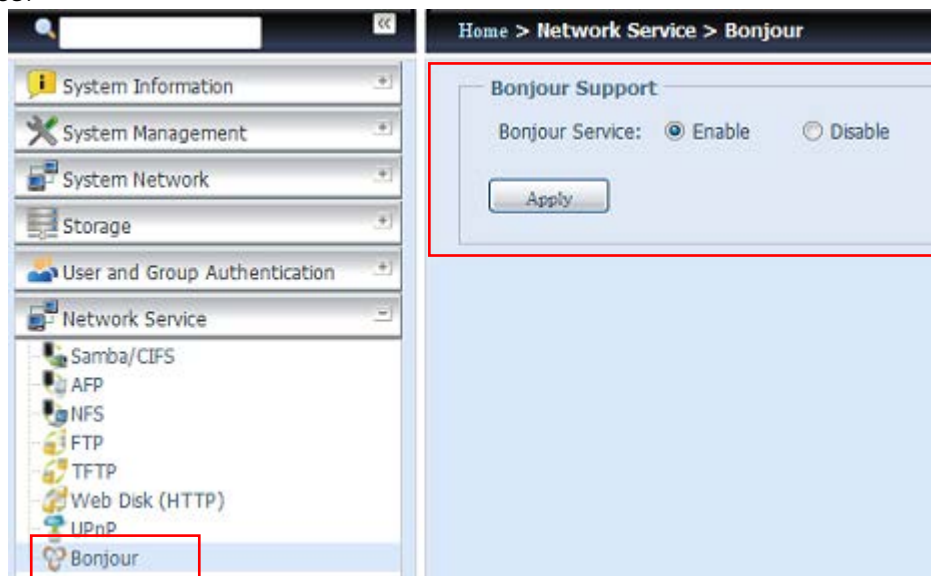 Home > Network Service > Bonjour
System Information
System Management
System Network
Storage
User and Group Authentication
Network Service
Samba/CIFS
AFP
NFS
FTP
TFTP
Web Disk (HTTP)
UPnP
Bonjour
Bonjour Support
Bonjour Service: Enable Disable
Apply